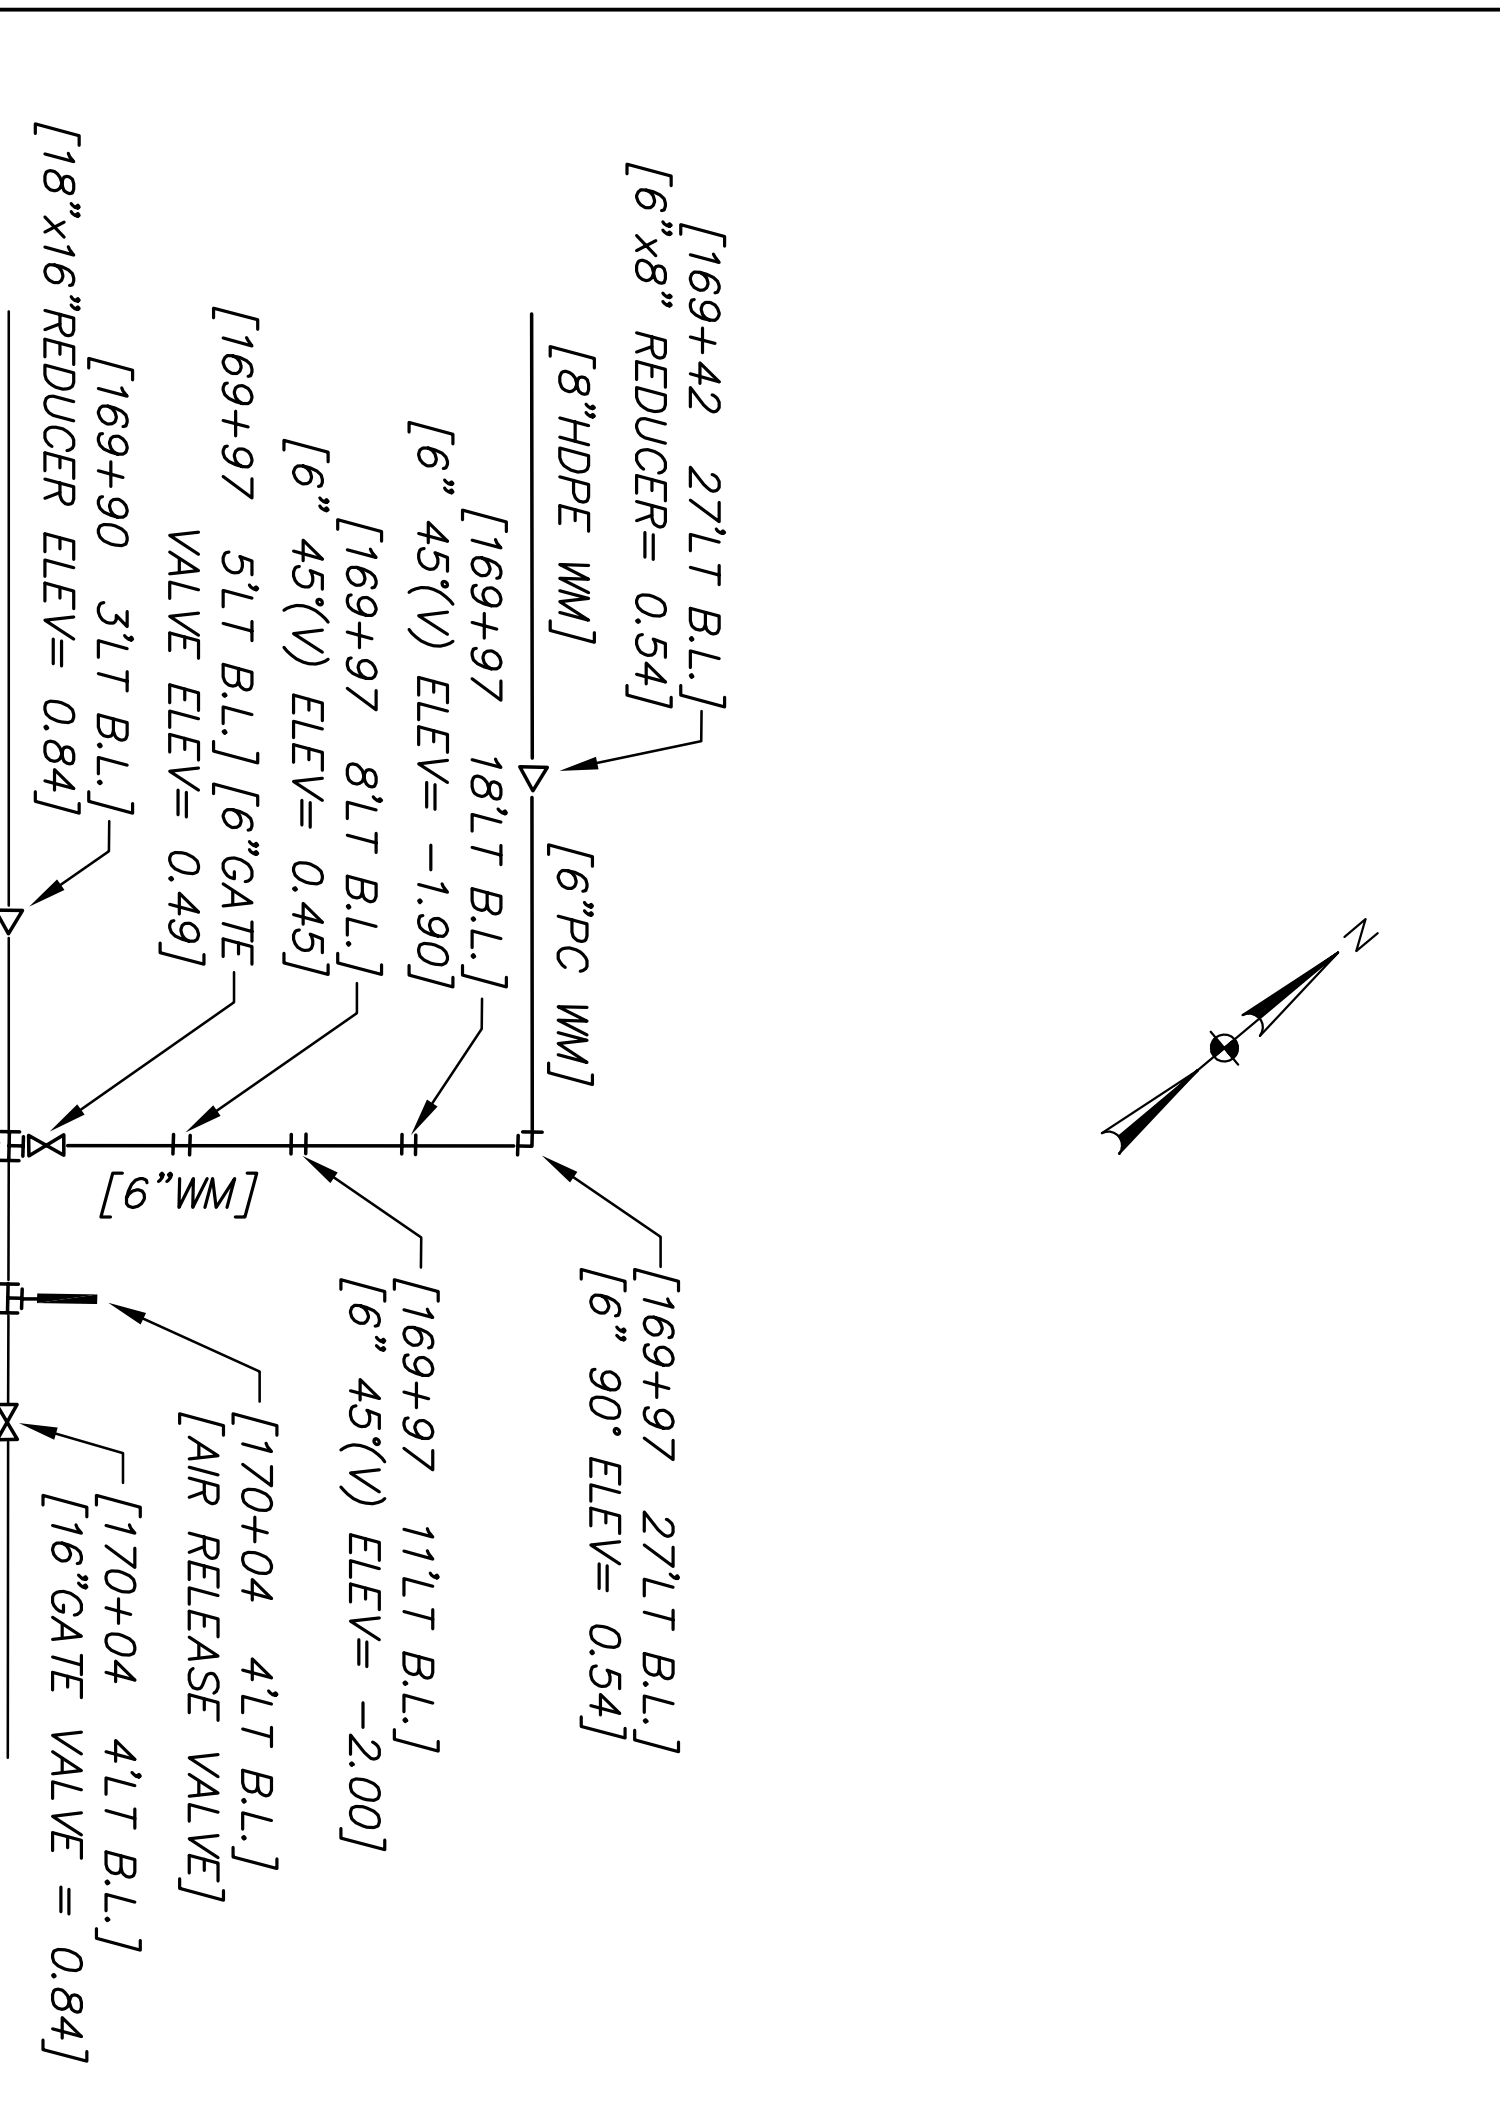 [169+42 27'LT B.L.]
[6"x8" REDUCER= 0.54]
[8"HDPE WM]
[6"PC WM]
[169+97 18'LT B.L.]
[6" 45°(V) ELEV= -1.90]
[169+97 8'LT B.L.]
[6" 45°(V) ELEV= 0.45]
[169+97 5'LT B.L.] [6"GATE
VALVE ELEV= 0.49]
[169+90 3'LT B.L.]
[18"x16"REDUCER ELEV= 0.84]
[6"WM]
[169+97 27'LT B.L.]
[6" 90° ELEV= 0.54]
[169+97 11'LT B.L.]
[6" 45°(V) ELEV= -2.00]
[170+04 4'LT B.L.]
[AIR RELEASE VALVE]
[170+04 4'LT B.L.]
[16"GATE VALVE = 0.84]
N